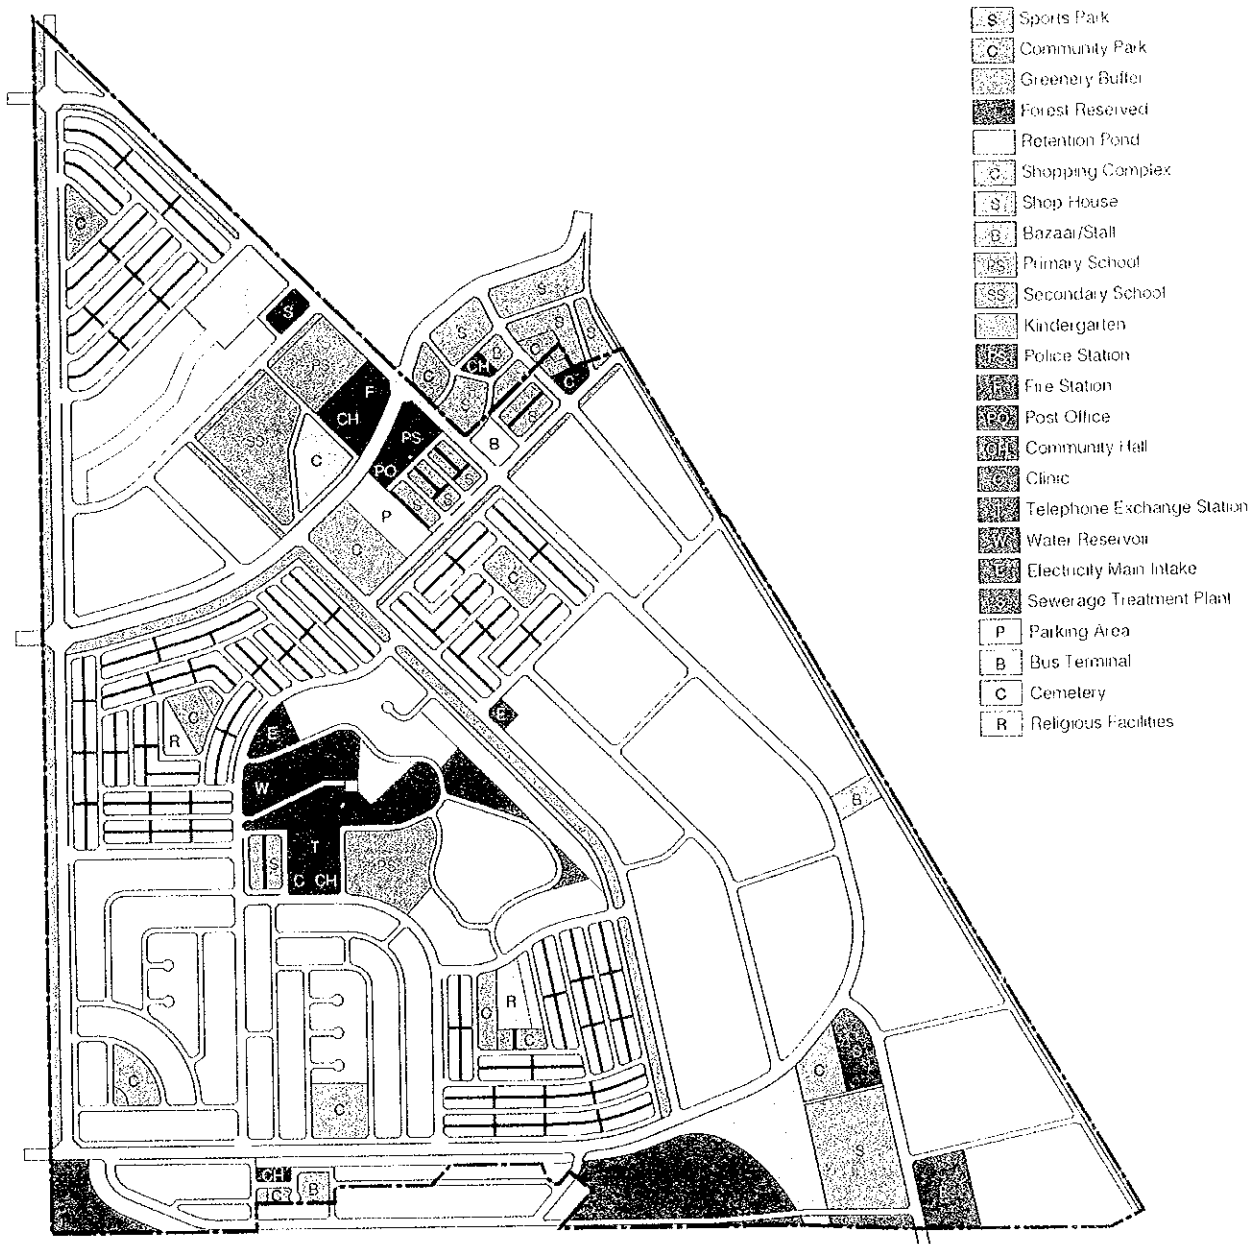 S Sports Park
C Community Park
Greenery Buffer
Forest Reserved
Retention Pond
C Shopping Complex
S Shop House
B Bazaar/Stall
PS Primary School
SS Secondary School
Kindergarten
PS Police Station
F Fire Station
PO Post Office
CH Community Hall
C Clinic
T Telephone Exchange Station
W Water Reservoir
E Electricity Main Intake
S Sewerage Treatment Plant
P Parking Area
B Bus Terminal
C Cemetery
R Religious Facilities
C
S
S
S
S
S
C
B
CH
C
C
S
S
B
PS
F
CH
PS
PO
SS
C
S
S
S
P
C
C
C
R
E
E
W
S
T
C CH
PS
S
C
R
C
C
C
S
C
S
CH
C
B